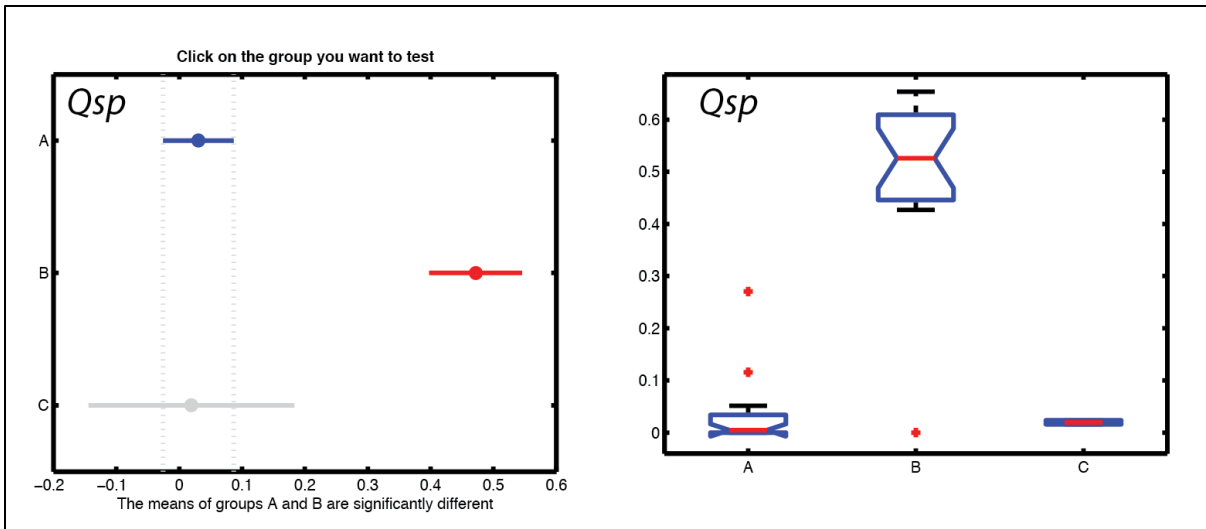 Click on the group you want to test
Qsp
A
B
C
−0.2 −0.1 0 0.1 0.2 0.3 0.4 0.5 0.6
The means of groups A and B are significantly different
Qsp
0.6
0.5
0.4
0.3
0.2
0.1
0
A B C